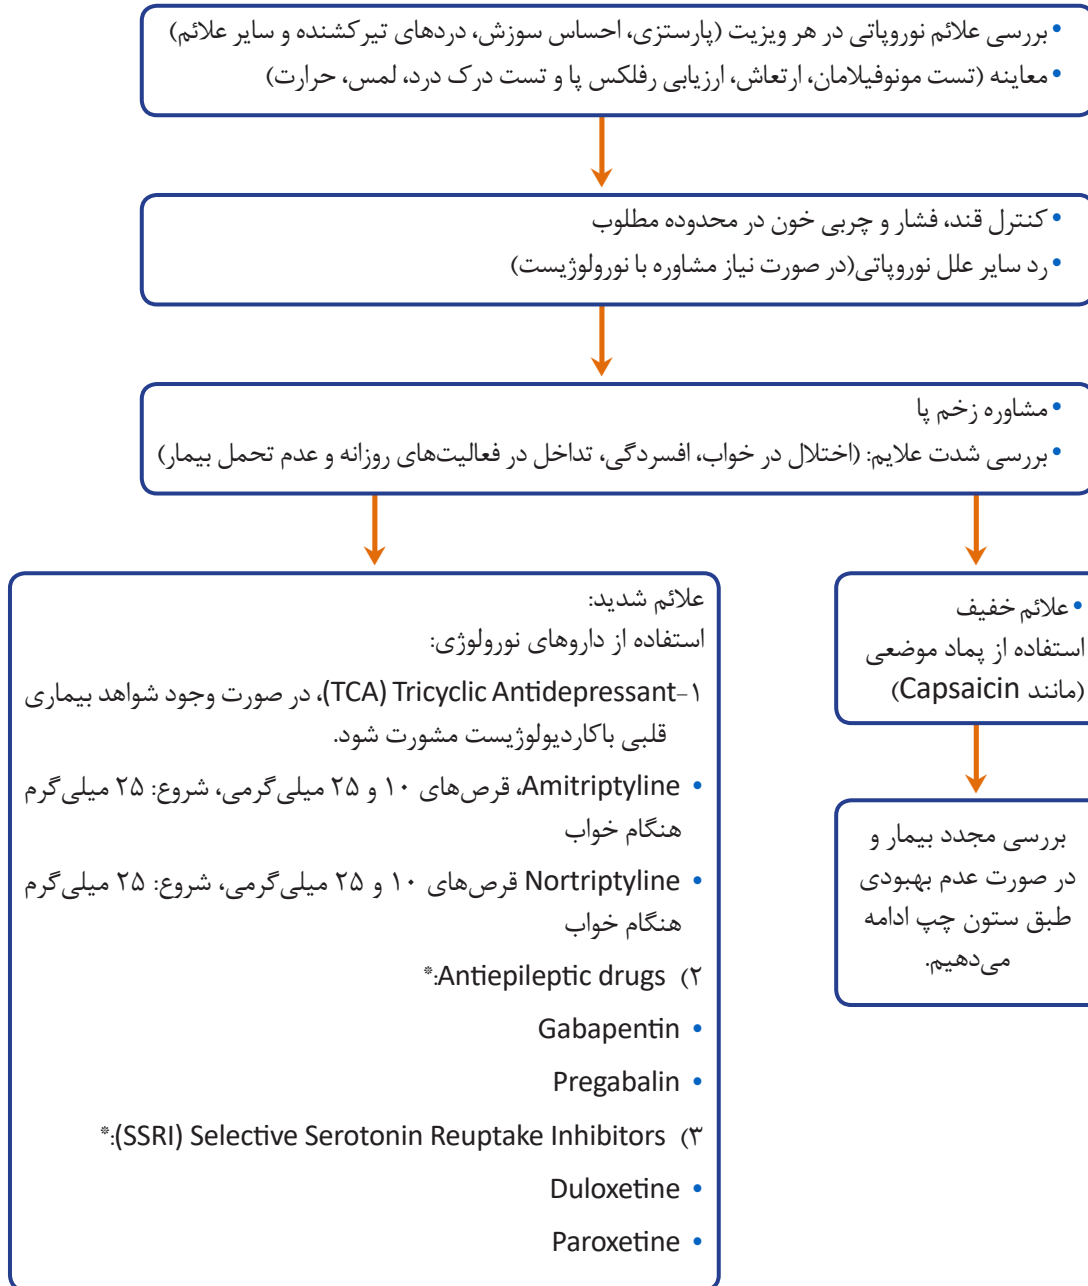 •بررسی علائم نوروپاتی در هر ویزیت (پارستزی، احساس سوزش، دردهای تیرکشنده و سایر علائم)
•معاینه (تست مونوفیلامان، ارتعاش، ارزیابی رفلکس پا و تست درک درد، لمس، حرارت)
•کنترل قند، فشار و چربی خون در محدوده مطلوب
•رد سایر علل نوروپاتی(در صورت نیاز مشاوره با نورولوژیست)
•مشاوره زخم پا
•بررسی شدت علایم: (اختلال در خواب، افسردگی، تداخل در فعالیت‌های روزانه و عدم تحمل بیمار)
•علائم خفیف
استفاده از پماد موضعی
(مانند Capsaicin)
بررسی مجدد بیمار و
در صورت عدم بهبودی
طبق ستون چپ ادامه
می‌دهیم.
علائم شدید:
استفاده از داروهای نورولوژی:
۱-Tricyclic Antidepressant (TCA)، در صورت وجود شواهد بیماری
قلبی باکاردیولوژیست مشورت شود.
• Amitriptyline، قرص‌های ۱۰ و ۲۵ میلی‌گرمی، شروع: ۲۵ میلی‌گرم
هنگام خواب
• Nortriptyline قرص‌های ۱۰ و ۲۵ میلی‌گرمی، شروع: ۲۵ میلی‌گرم
هنگام خواب
۲) Antiepileptic drugs:*
• Gabapentin
• Pregabalin
۳) Selective Serotonin Reuptake Inhibitors (SSRI):*
• Duloxetine
• Paroxetine